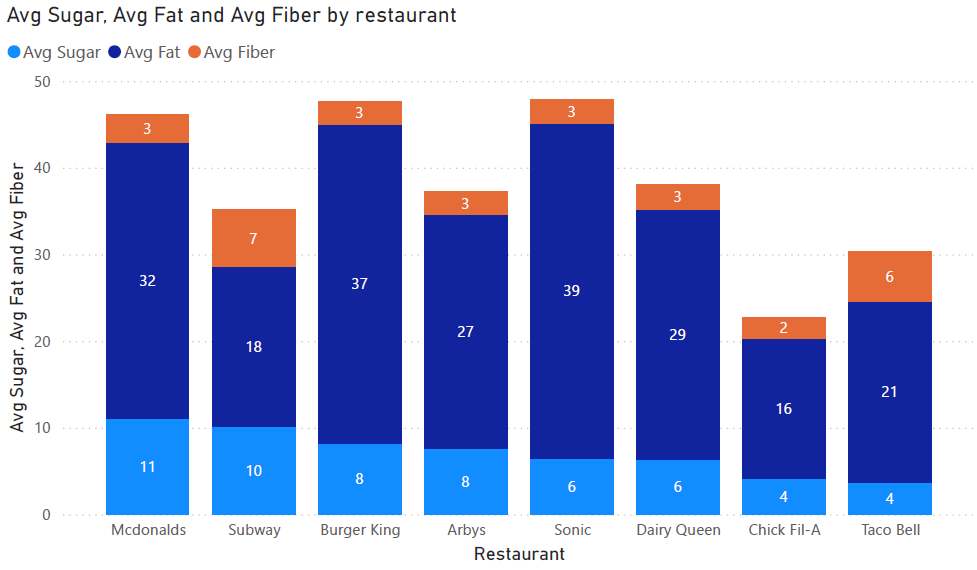 Avg Sugar, Avg Fat and Avg Fiber by restaurant
Avg Sugar Avg Fat Avg Fiber
Avg Sugar, Avg Fat and Avg Fiber
50
40
30
20
10
0
3 7 3 3 3 3 2 6
32 18 37 27 39 29 16 21
11 10 8 8 6 6 4 4
Mcdonalds Subway Burger King Arbys Sonic Dairy Queen Chick Fil-A Taco Bell
Restaurant